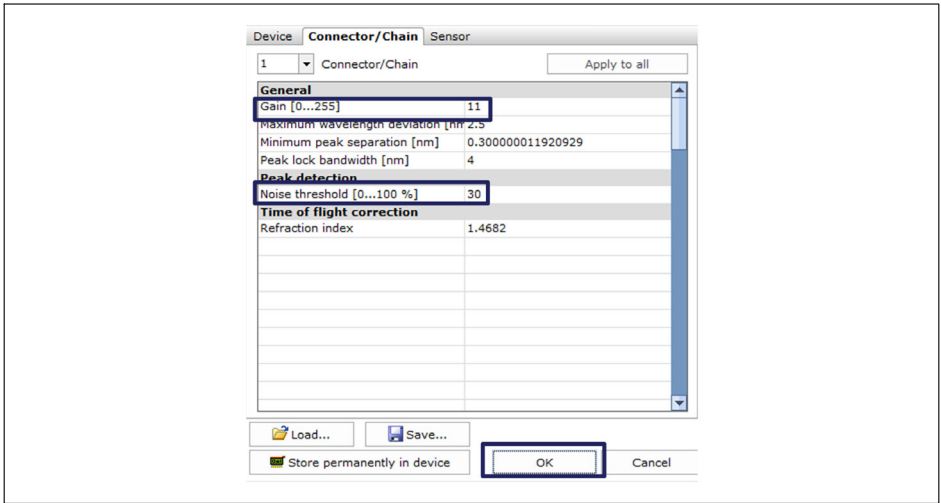 Device Connector/Chain Sensor
1 Connector/Chain Apply to all
General
Gain [0...255] 11
Maximum wavelength deviation [nm 2.5
Minimum peak separation [nm] 0.300000011920929
Peak lock bandwidth [nm] 4
Peak detection
Noise threshold [0...100 %] 30
Time of flight correction
Refraction index 1.4682
Load... Save...
Store permanently in device OK Cancel